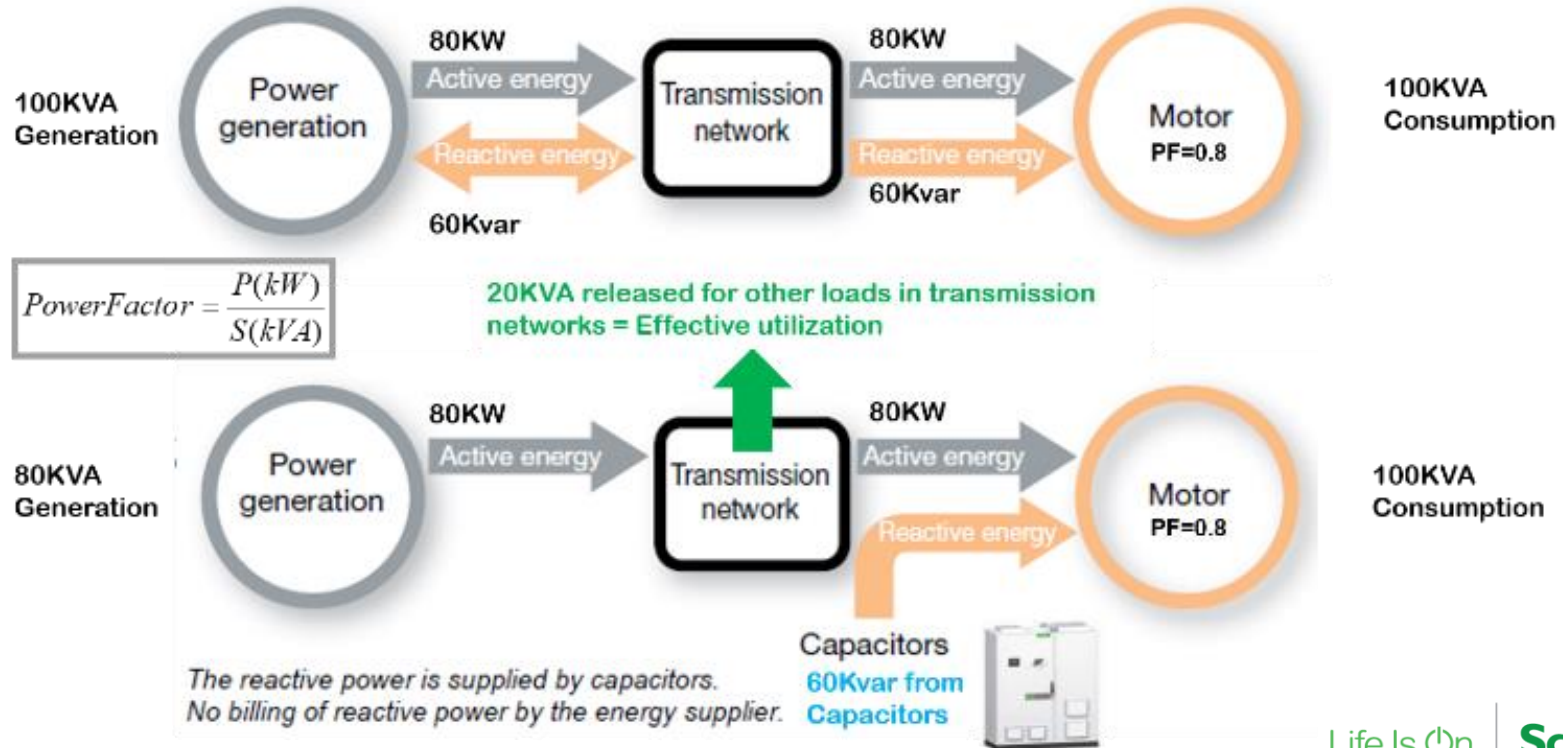 80KW
80KW
Active energy
Active energy
100KVA
Generation
Power
generation
Transmission
network
Motor
PF=0.8
100KVA
Consumption
Reactive energy
Reactive energy
60Kvar
60Kvar
PowerFactor = P(kW)
S(kVA)
20KVA released for other loads in transmission
networks = Effective utilization
80KW
80KW
Active energy
Active energy
80KVA
Generation
Power
generation
Transmission
network
Motor
PF=0.8
100KVA
Consumption
Reactive energy
Capacitors
60Kvar from
Capacitors
The reactive power is supplied by capacitors.
No billing of reactive power by the energy supplier.
Life Is On